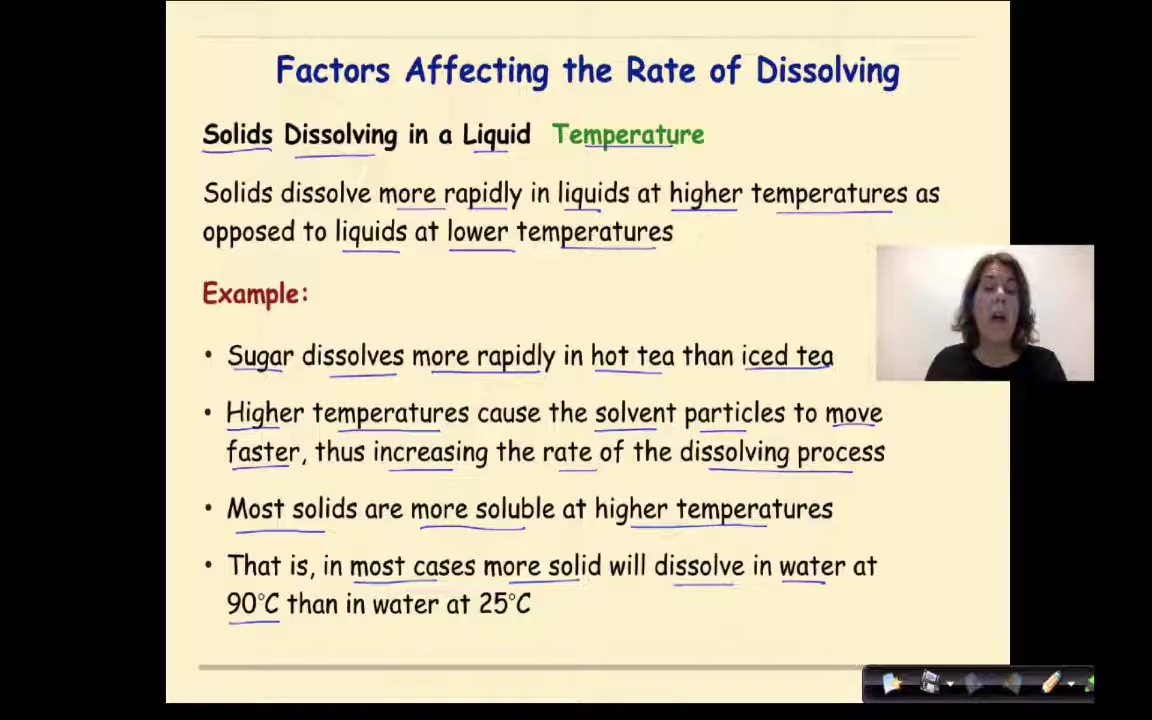 Factors Affecting the Rate of Dissolving
Solids Dissolving in a Liquid Temperature
Solids dissolve more rapidly in liquids at higher temperatures as
opposed to liquids at lower temperatures
Example:
• Sugar dissolves more rapidly in hot tea than iced tea
• Higher temperatures cause the solvent particles to move
faster, thus increasing the rate of the dissolving process
• Most solids are more soluble at higher temperatures
• That is, in most cases more solid will dissolve in water at
90°C than in water at 25°C